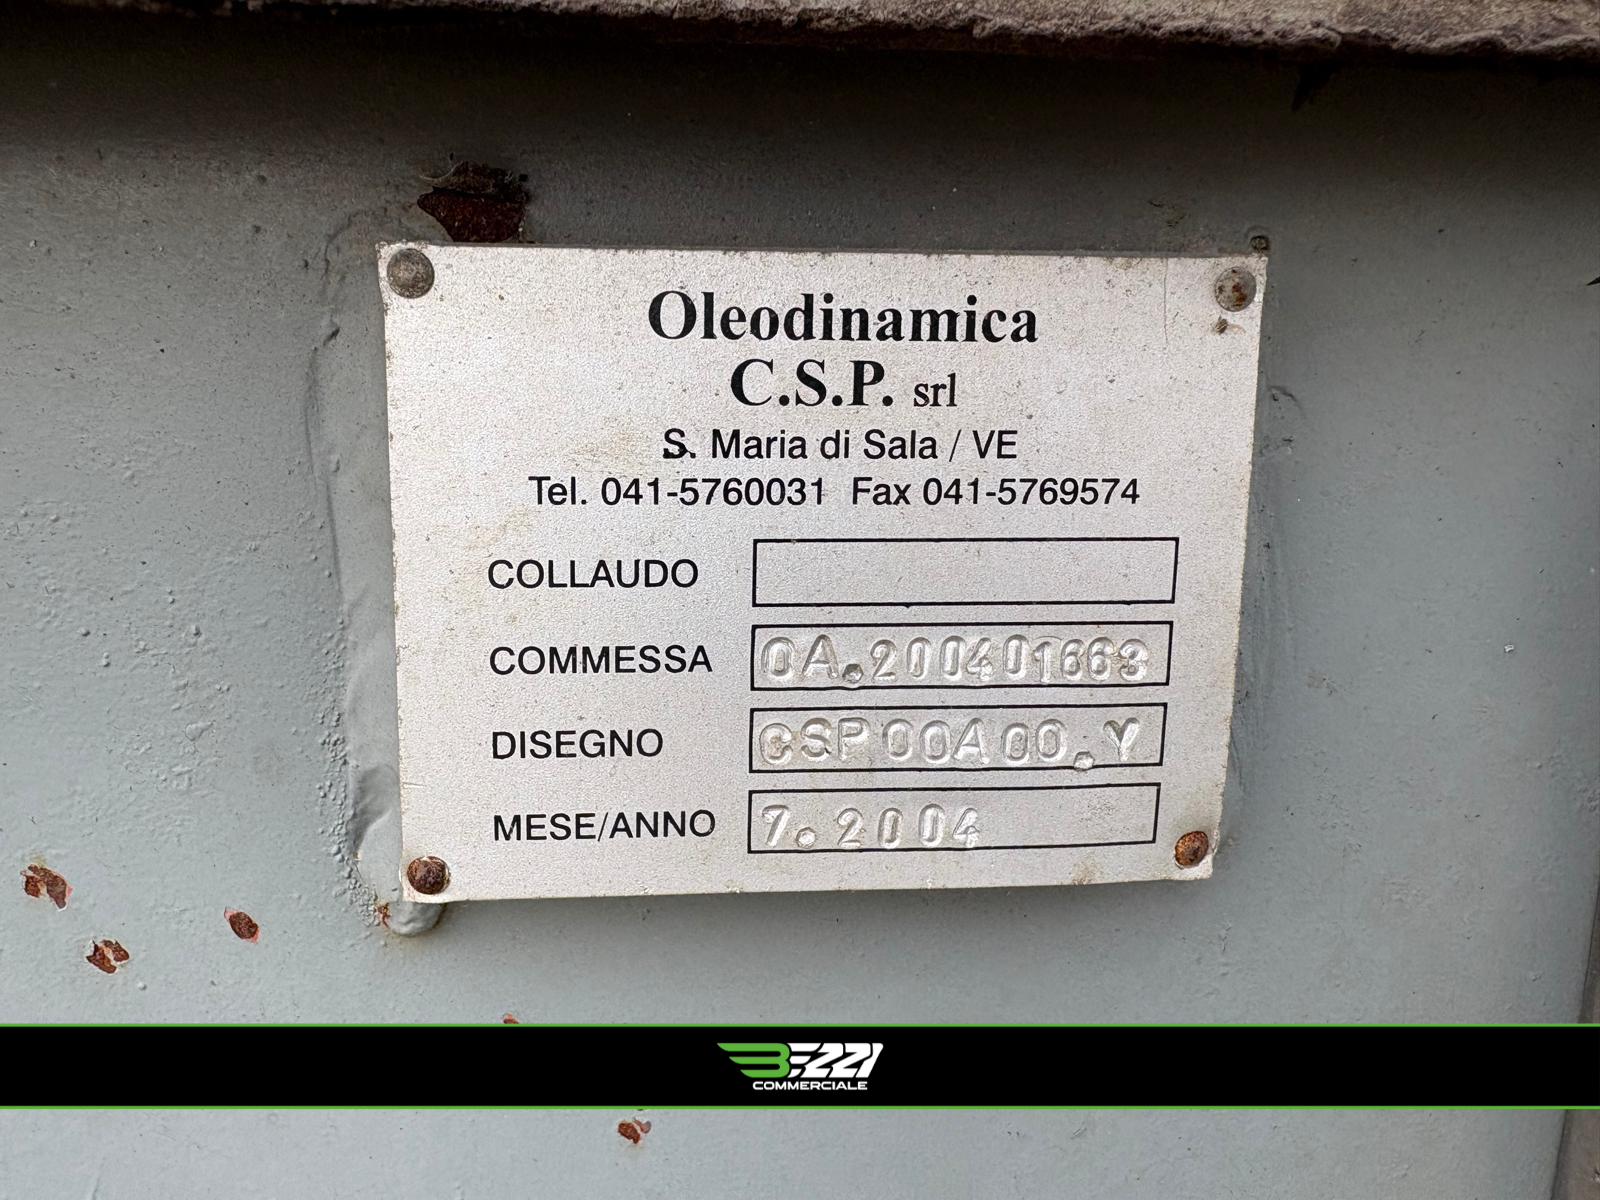 Oleodinamica
C.S.P. srl
S. Maria di Sala / VE
Tel. 041-5760031 Fax 041-5769574
COLLAUDO
COMMESSA 0A.200401663
DISEGNO CSP00A00.Y
MESE/ANNO 7.2004
BEZZI
COMMERCIALE